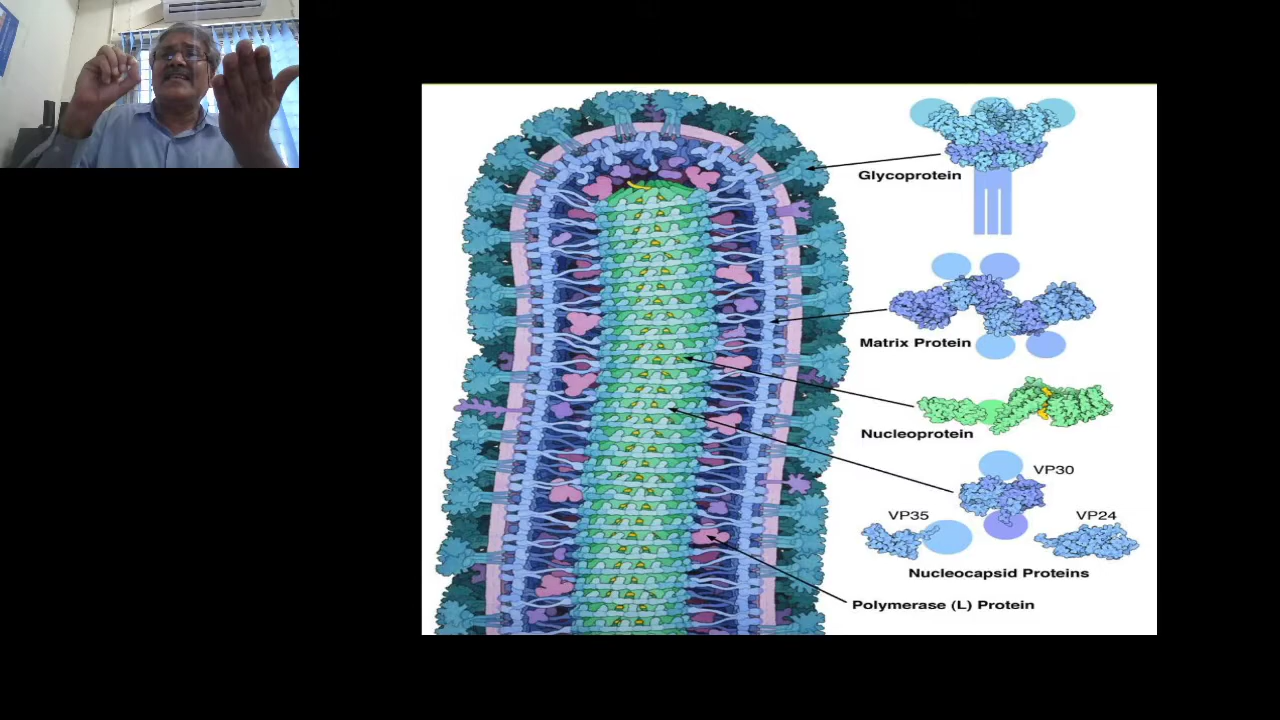 Glycoprotein
Matrix Protein
Nucleoprotein
VP30
VP35
VP24
Nucleocapsid Proteins
Polymerase (L) Protein